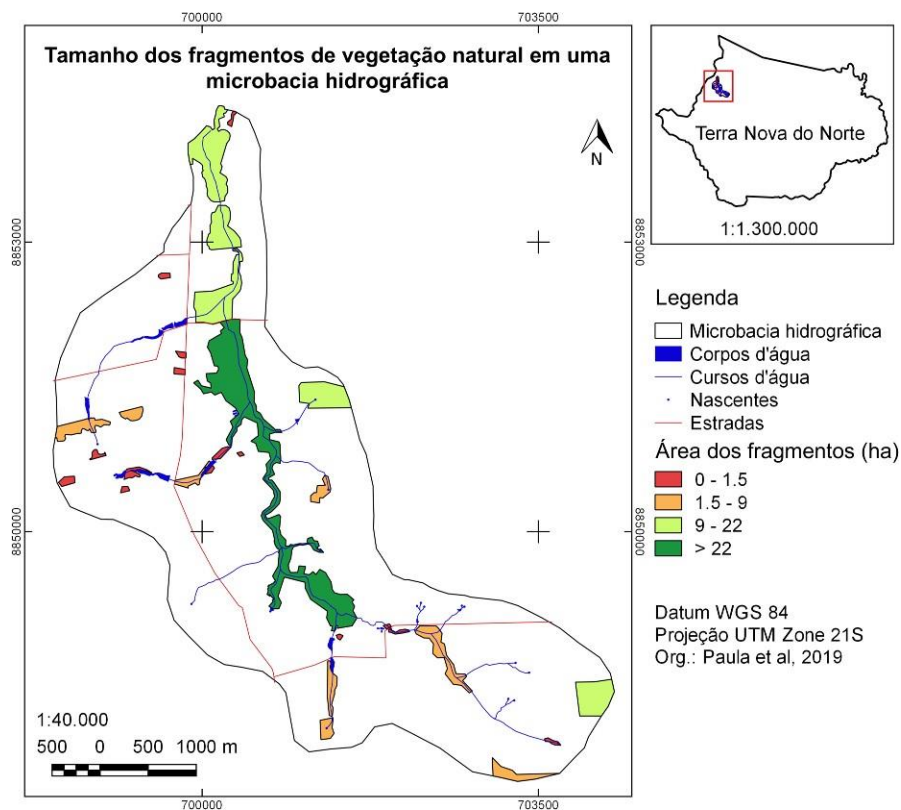 700000
703500
Tamanho dos fragmentos de vegetação natural em uma
microbacia hidrográfica
N
Terra Nova do Norte
1:1.300.000
8853000
8853000
8850000
8850000
Legenda
Microbacia hidrográfica
Corpos d'água
Cursos d'água
Nascentes
Estradas
Área dos fragmentos (ha)
0 - 1.5
1.5 - 9
9 - 22
> 22
Datum WGS 84
Projeção UTM Zone 21S
Org.: Paula et al, 2019
1:40.000
500 0 500 1000 m
700000
703500